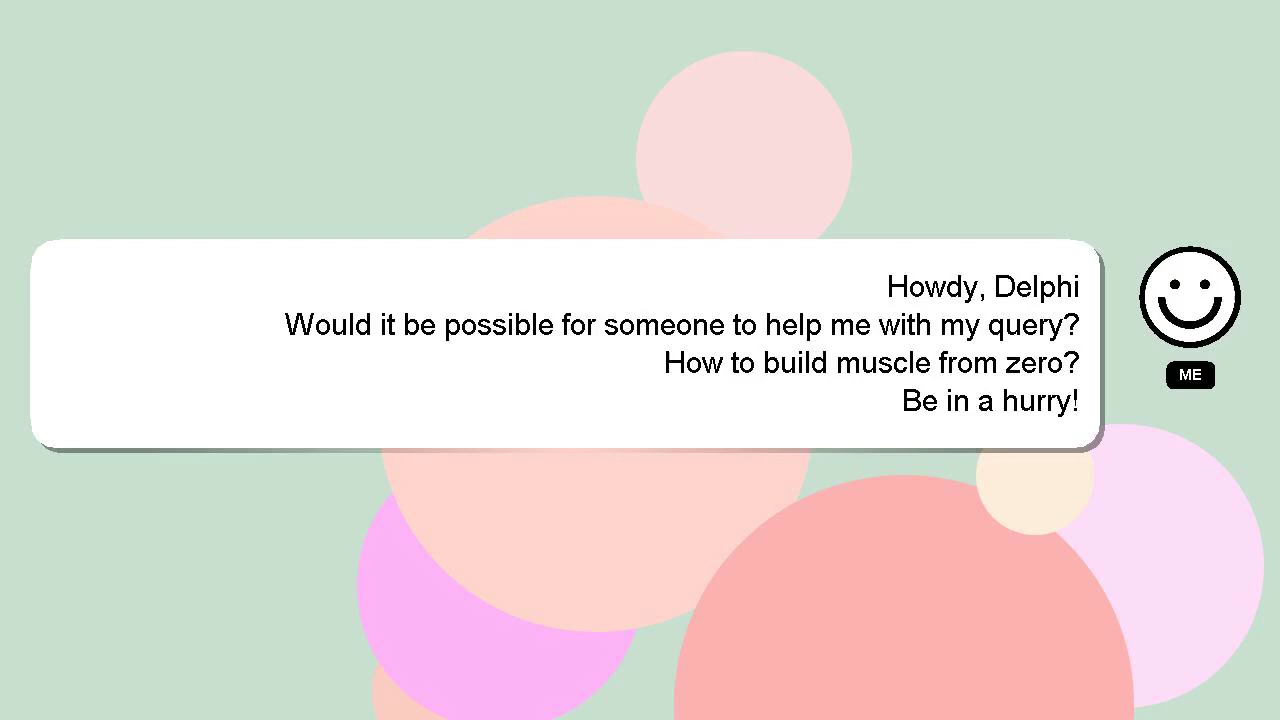 Howdy, Delphi
Would it be possible for someone to help me with my query?
How to build muscle from zero?
Be in a hurry!
ME